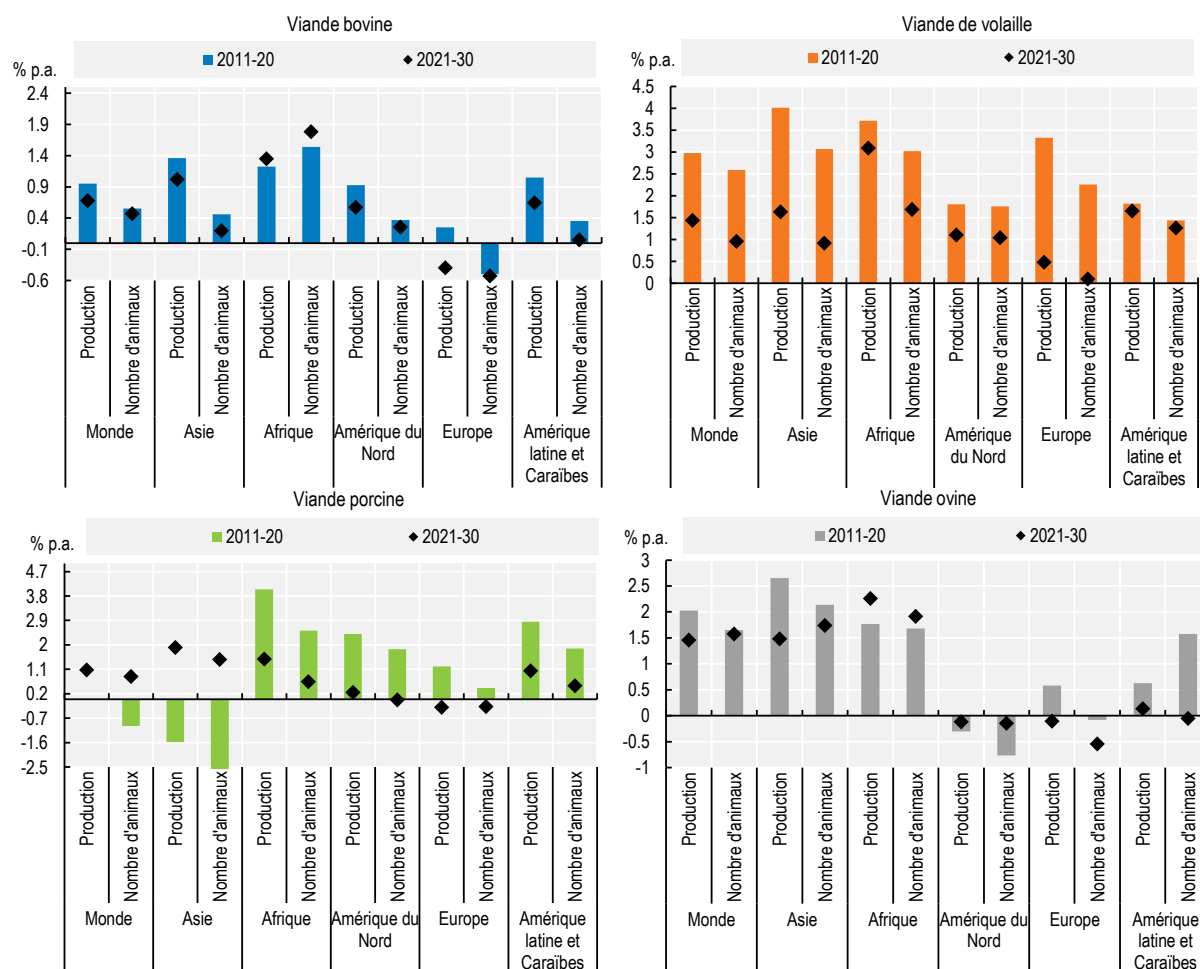 Viande bovine
2011-20 2021-30
% p.a.
2.4
1.9
1.4
0.9
0.4
-0.1
-0.6
Production Nombre d'animaux Production Nombre d'animaux Production Nombre d'animaux Production Nombre d'animaux Production Nombre d'animaux Production Nombre d'animaux
Monde Asie Afrique Amérique du Europe Amérique
Nord latine et
Caraïbes
Viande de volaille
2011-20 2021-30
% p.a.
4.5
4
3.5
3
2.5
2
1.5
1
0.5
0
Production Nombre d'animaux Production Nombre d'animaux Production Nombre d'animaux Production Nombre d'animaux Production Nombre d'animaux Production Nombre d'animaux
Monde Asie Afrique Amérique Europe Amérique
du Nord latine et
Caraïbes
Viande porcine
2011-20 2021-30
% p.a.
4.7
3.8
2.9
2
1.1
0.2
-0.7
-1.6
-2.5
Production Nombre d'animaux Production Nombre d'animaux Production Nombre d'animaux Production Nombre d'animaux Production Nombre d'animaux Production Nombre d'animaux
Monde Asie Afrique Amérique du Europe Amérique
Nord latine et
Caraïbes
Viande ovine
2011-20 2021-30
% p.a.
3
2.5
2
1.5
1
0.5
0
-0.5
-1
Production Nombre d'animaux Production Nombre d'animaux Production Nombre d'animaux Production Nombre d'animaux Production Nombre d'animaux Production Nombre d'animaux
Monde Asie Afrique Amérique du Europe Amérique
Nord latine et
Caraïbes